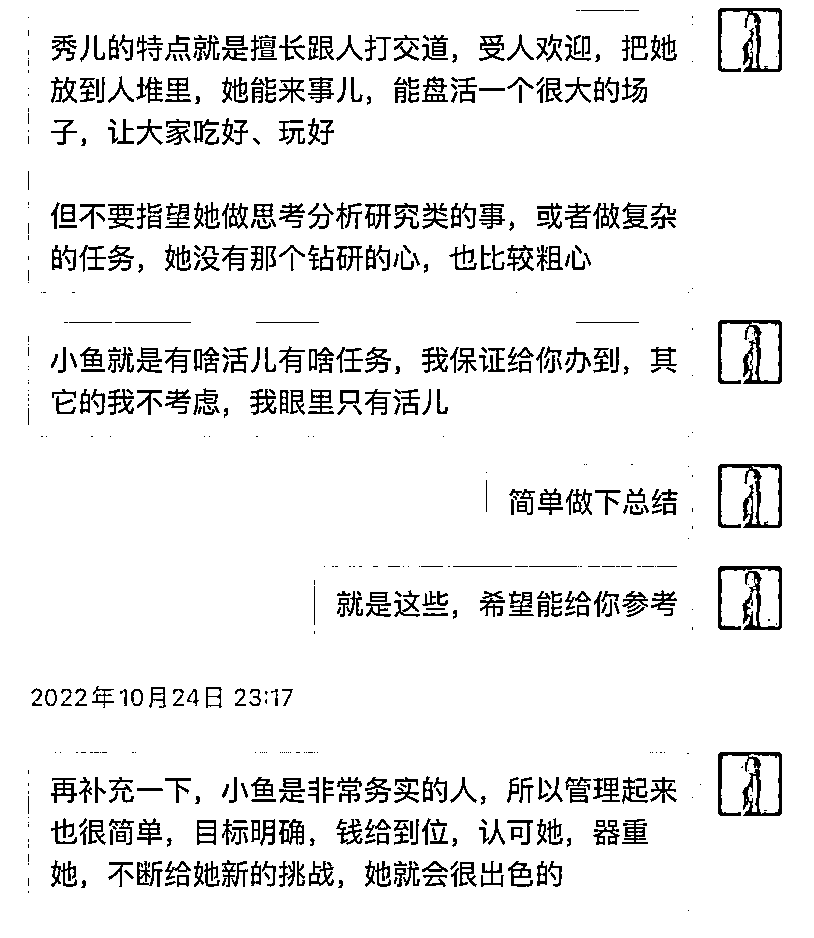 秀儿的特点就是擅长跟人打交道，受人欢迎，把她
放到人堆里，她能来事儿，能盘活一个很大的场
子，让大家吃好、玩好
但不要指望她做思考分析研究类的事，或者做复杂
的任务，她没有那个钻研的心，也比较粗心
小鱼就是有啥活儿有啥任务，我保证给你办到，其
它的我不考虑，我眼里只有活儿
简单做下总结
就是这些，希望能给你参考
2022年10月24日 23:17
再补充一下，小鱼是非常务实的人，所以管理起来
也很简单，目标明确，钱给到位，认可她，器重
她，不断给她新的挑战，她就会很出色的